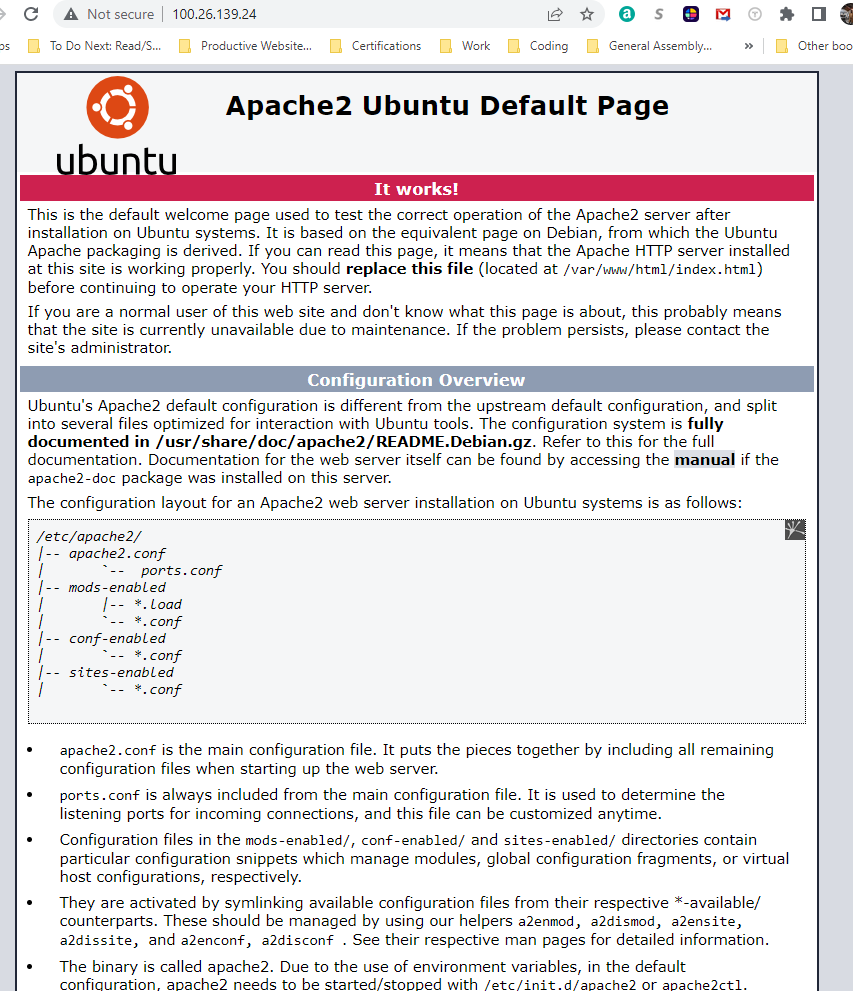 Not secure | 100.26.139.24
ps To Do Next: Read/S... Productive Website... Certifications Work Coding General Assembly... » Other boo
Apache2 Ubuntu Default Page
ubuntu
It works!
This is the default welcome page used to test the correct operation of the Apache2 server after
installation on Ubuntu systems. It is based on the equivalent page on Debian, from which the Ubuntu
Apache packaging is derived. If you can read this page, it means that the Apache HTTP server installed
at this site is working properly. You should replace this file (located at /var/www/html/index.html)
before continuing to operate your HTTP server.
If you are a normal user of this web site and don't know what this page is about, this probably means
that the site is currently unavailable due to maintenance. If the problem persists, please contact the
site's administrator.
Configuration Overview
Ubuntu's Apache2 default configuration is different from the upstream default configuration, and split
into several files optimized for interaction with Ubuntu tools. The configuration system is fully
documented in /usr/share/doc/apache2/README.Debian.gz. Refer to this for the full
documentation. Documentation for the web server itself can be found by accessing the manual if the
apache2-doc package was installed on this server.
The configuration layout for an Apache2 web server installation on Ubuntu systems is as follows:
/etc/apache2/
|-- apache2.conf
|       `--  ports.conf
|-- mods-enabled
|       |-- *.load
|       `-- *.conf
|-- conf-enabled
|       `-- *.conf
|-- sites-enabled
|       `-- *.conf
• apache2.conf is the main configuration file. It puts the pieces together by including all remaining
configuration files when starting up the web server.
• ports.conf is always included from the main configuration file. It is used to determine the
listening ports for incoming connections, and this file can be customized anytime.
• Configuration files in the mods-enabled/, conf-enabled/ and sites-enabled/ directories contain
particular configuration snippets which manage modules, global configuration fragments, or virtual
host configurations, respectively.
• They are activated by symlinking available configuration files from their respective *-available/
counterparts. These should be managed by using our helpers a2enmod, a2dismod, a2ensite,
a2dissite, and a2enconf, a2disconf . See their respective man pages for detailed information.
• The binary is called apache2. Due to the use of environment variables, in the default
configuration, apache2 needs to be started/stopped with /etc/init.d/apache2 or apache2ctl.